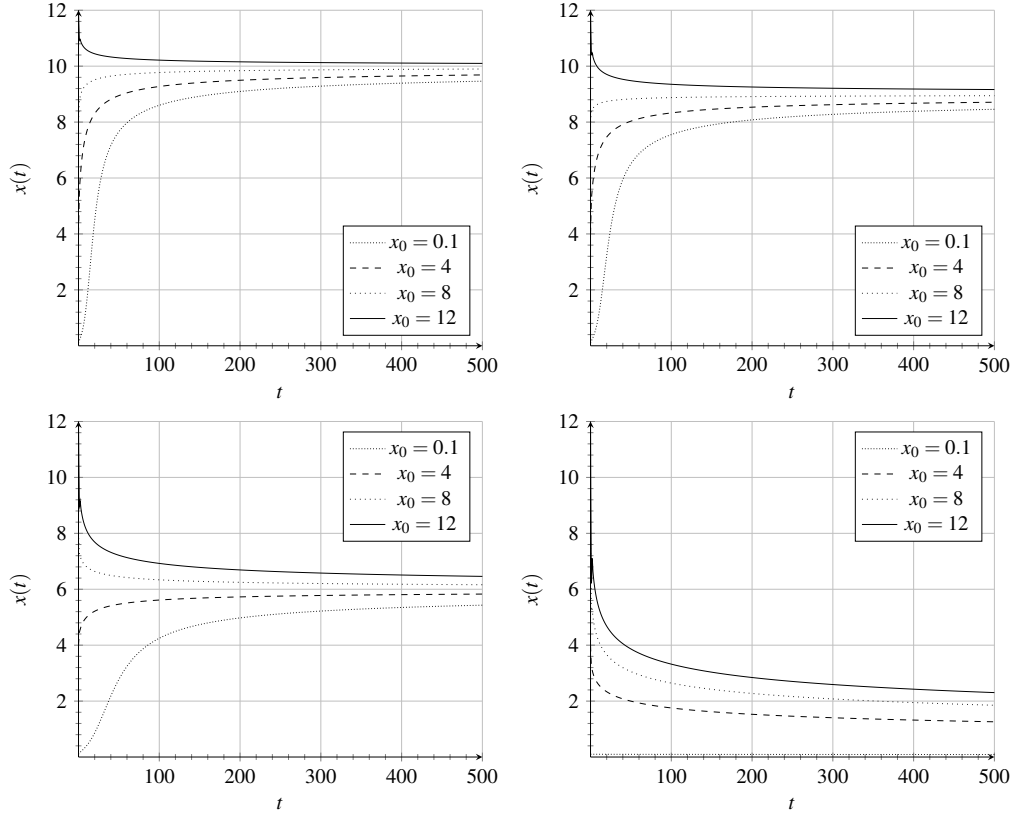 12
10
8
6
4
2
x(t)
100 200 300 400 500
t
x₀ = 0.1
x₀ = 4
x₀ = 8
x₀ = 12
12
10
8
6
4
2
x(t)
100 200 300 400 500
t
x₀ = 0.1
x₀ = 4
x₀ = 8
x₀ = 12
12
10
8
6
4
2
x(t)
100 200 300 400 500
t
x₀ = 0.1
x₀ = 4
x₀ = 8
x₀ = 12
12
10
8
6
4
2
x(t)
100 200 300 400 500
t
x₀ = 0.1
x₀ = 4
x₀ = 8
x₀ = 12